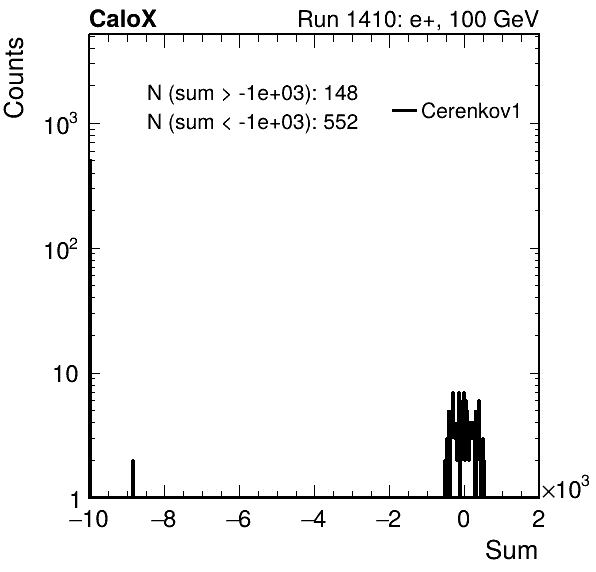 CaloX Run 1410: e+, 100 GeV
Counts
N (sum > -1e+03): 148
N (sum < -1e+03): 552
Cerenkov1
10³
10²
10
1
−10 −8 −6 −4 −2 0 2
×10³
Sum